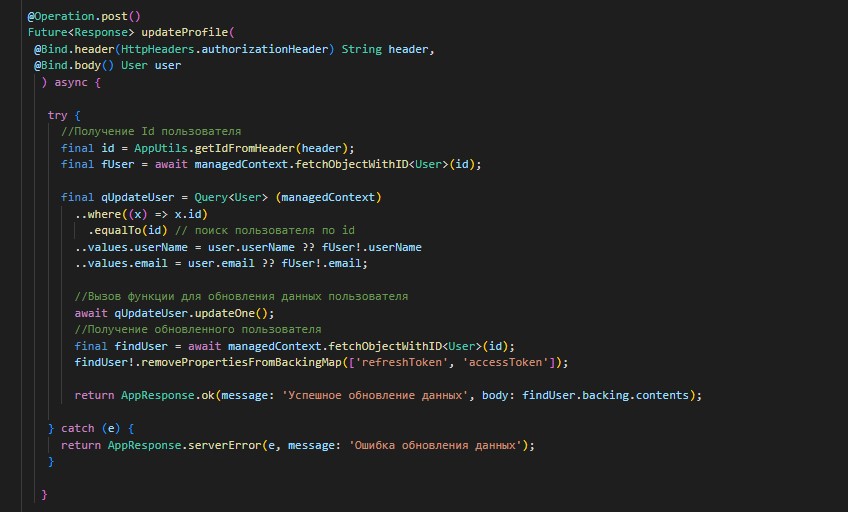 @Operation.post()
Future<Response> updateProfile(
@Bind.header(HttpHeaders.authorizationHeader) String header,
@Bind.body() User user
) async {
try {
//Получение Id пользователя
final id = AppUtils.getIdFromHeader(header);
final fUser = await managedContext.fetchObjectWithID<User>(id);
final qUpdateUser = Query<User> (managedContext)
..where((x) => x.id)
.equalTo(id) // поиск пользователя по id
..values.userName = user.userName ?? fUser!.userName
..values.email = user.email ?? fUser!.email;
//Вызов функции для обновления данных пользователя
await qUpdateUser.updateOne();
//Получение обновленного пользователя
final findUser = await managedContext.fetchObjectWithID<User>(id);
findUser!.removePropertiesFromBackingMap(['refreshToken', 'accessToken']);
return AppResponse.ok(message: 'Успешное обновление данных', body: findUser.backing.contents);
} catch (e) {
return AppResponse.serverError(e, message: 'Ошибка обновления данных');
}
}